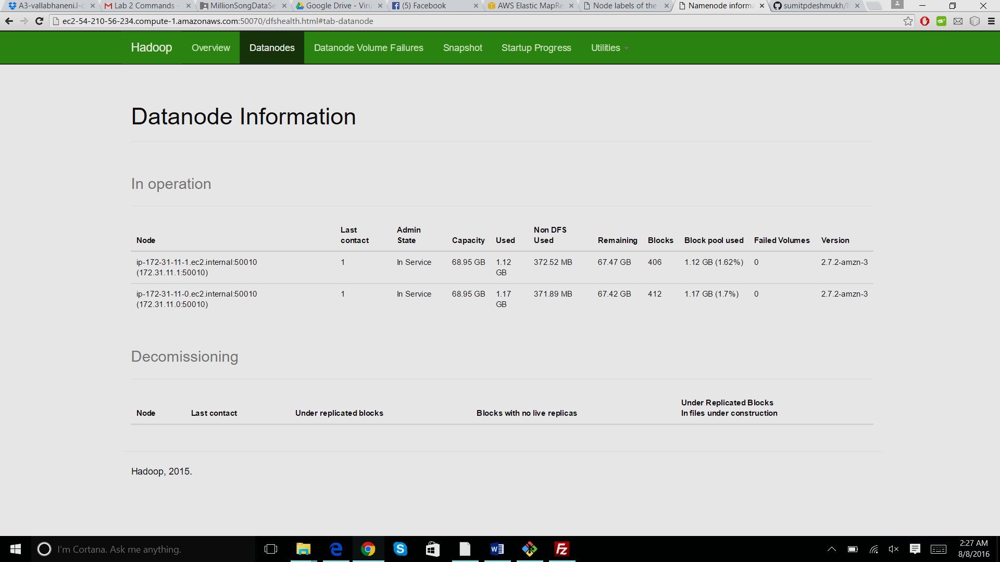 A3-vallabhaneni.l-c
Lab 2 Commands -
MillionSongDataSe
Google Drive - Viru
(5) Facebook
AWS Elastic MapRe
Node labels of the
Namenode informa
sumitpdeshmukh/M
ec2-54-210-56-234.compute-1.amazonaws.com:50070/dfshealth.html#tab-datanode
Hadoop Overview Datanodes Datanode Volume Failures Snapshot Startup Progress Utilities
Datanode Information
In operation
Node Last contact Admin State Capacity Used Non DFS Used Remaining Blocks Block pool used Failed Volumes Version
ip-172-31-11-1.ec2.internal:50010 (172.31.11.1:50010) 1 In Service 68.95 GB 1.12 GB 372.52 MB 67.47 GB 406 1.12 GB (1.62%) 0 2.7.2-amzn-3
ip-172-31-11-0.ec2.internal:50010 (172.31.11.0:50010) 1 In Service 68.95 GB 1.17 GB 371.89 MB 67.42 GB 412 1.17 GB (1.7%) 0 2.7.2-amzn-3
Decomissioning
Node Last contact Under replicated blocks Blocks with no live replicas Under Replicated Blocks In files under construction
Hadoop, 2015.
I'm Cortana. Ask me anything.
2:27 AM
8/8/2016